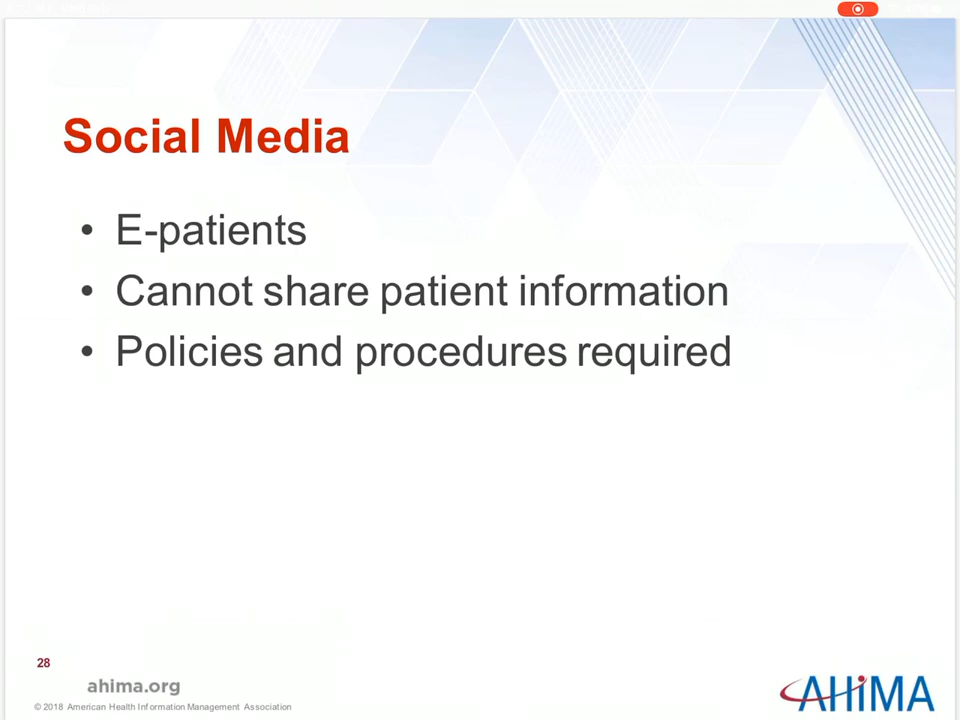 Social Media
• E-patients
• Cannot share patient information
• Policies and procedures required
28
ahima.org
© 2018 American Health Information Management Association
AHiMA